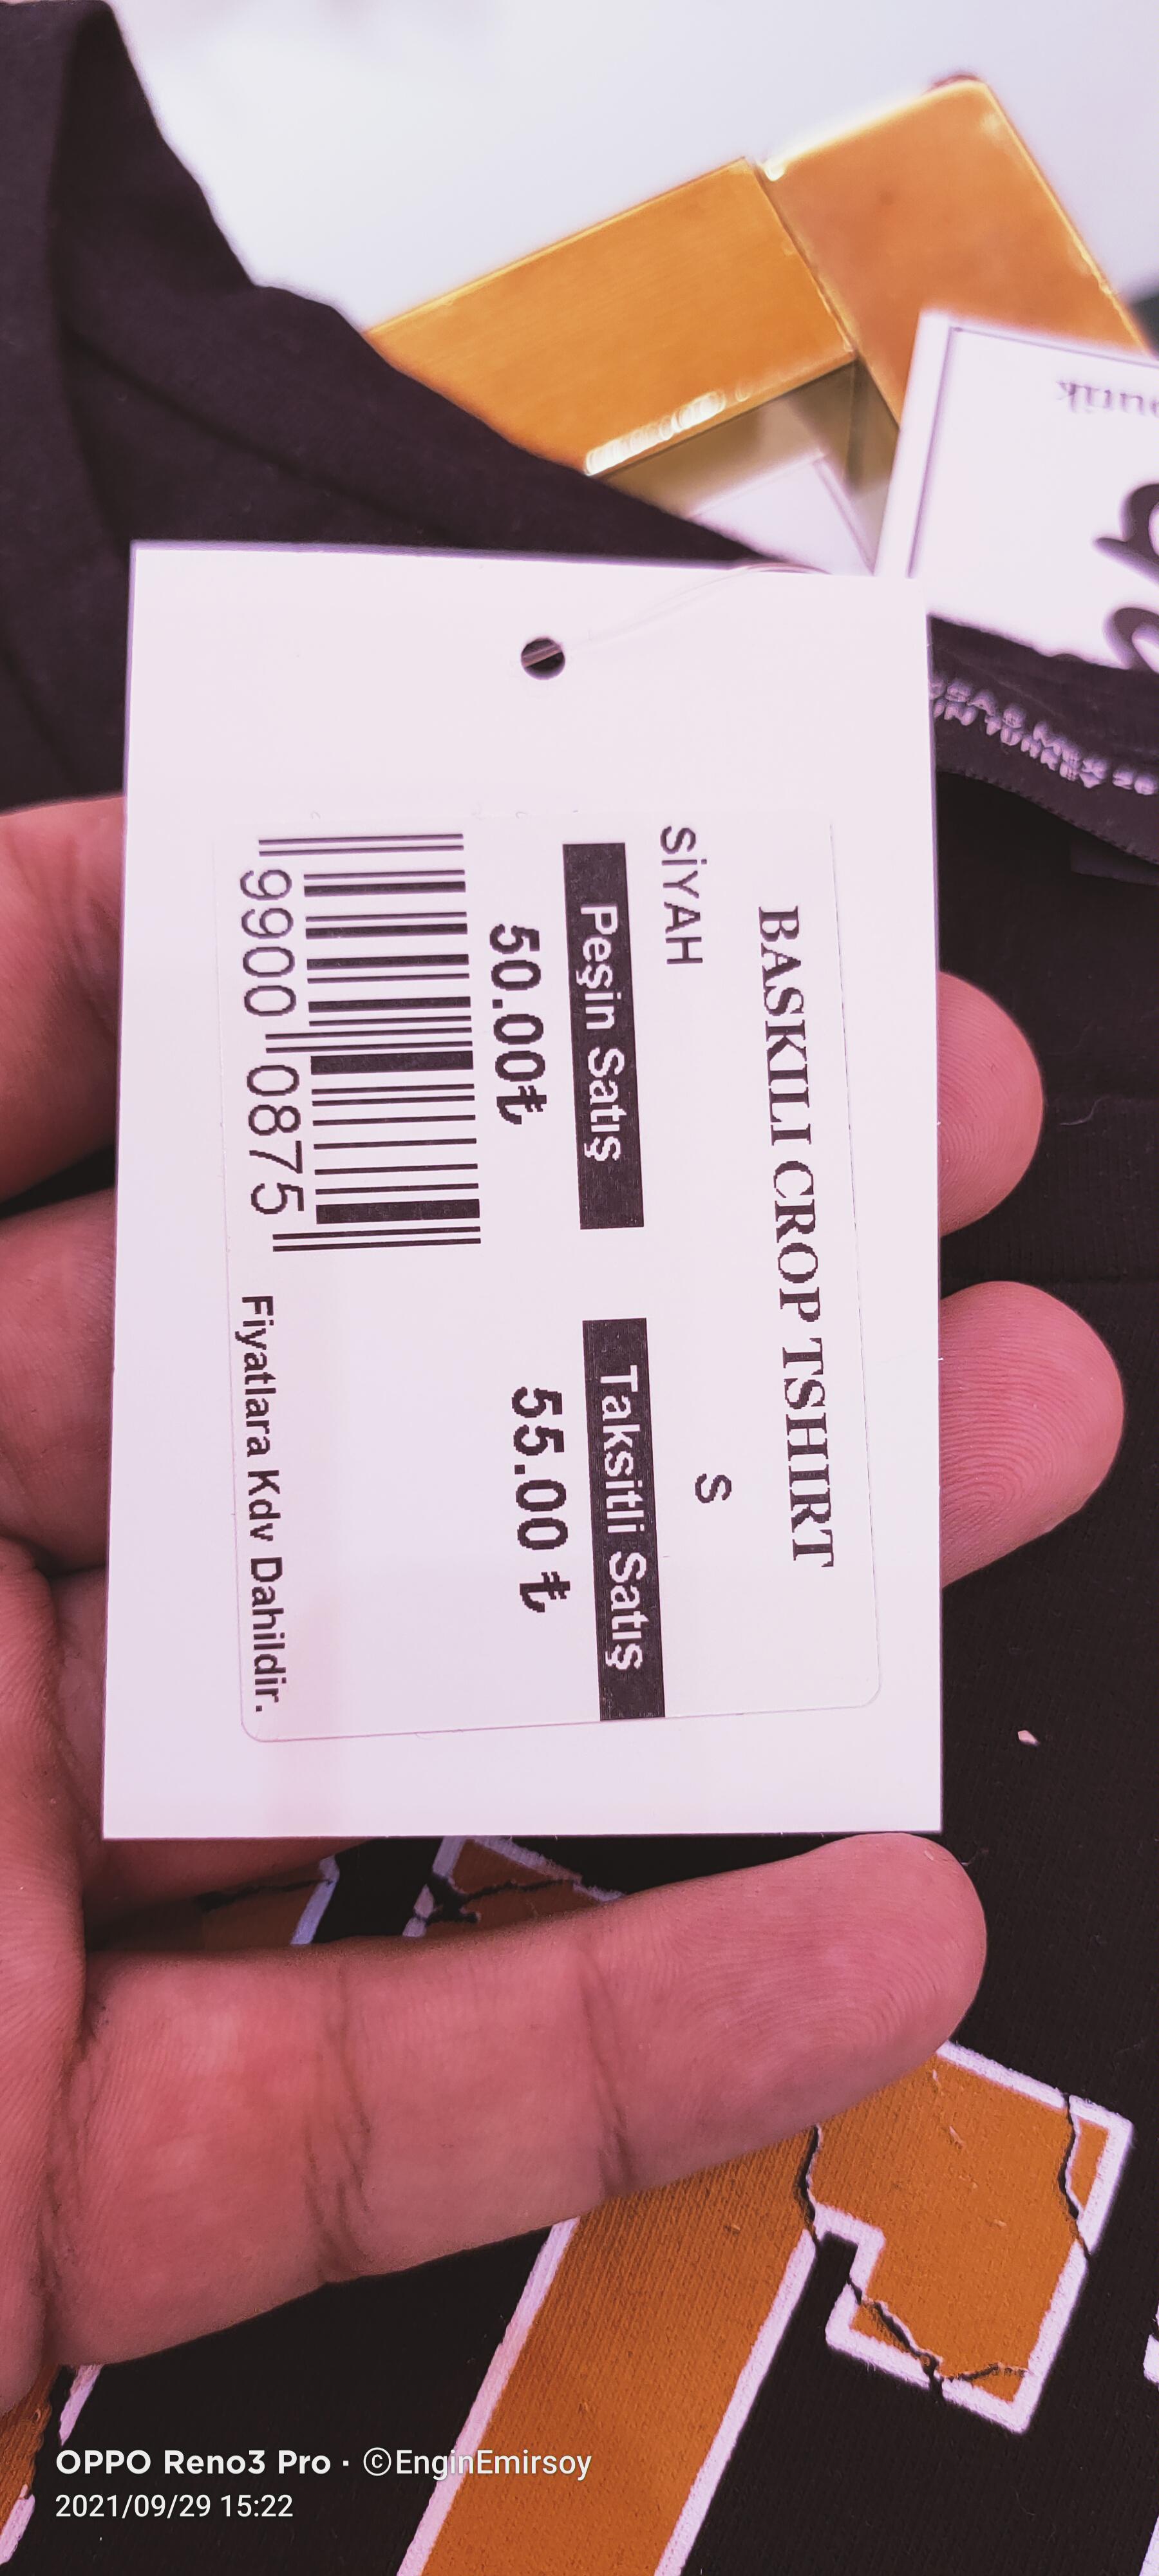 BASKILI CROP TSHIRT
SİYAH S
Peşin Satış Taksitli Satış
50.00₺ 55.00 ₺
9900 0875
Fiyatlara Kdv Dahildir.
OPPO Reno3 Pro · ©EnginEmirsoy
2021/09/29 15:22